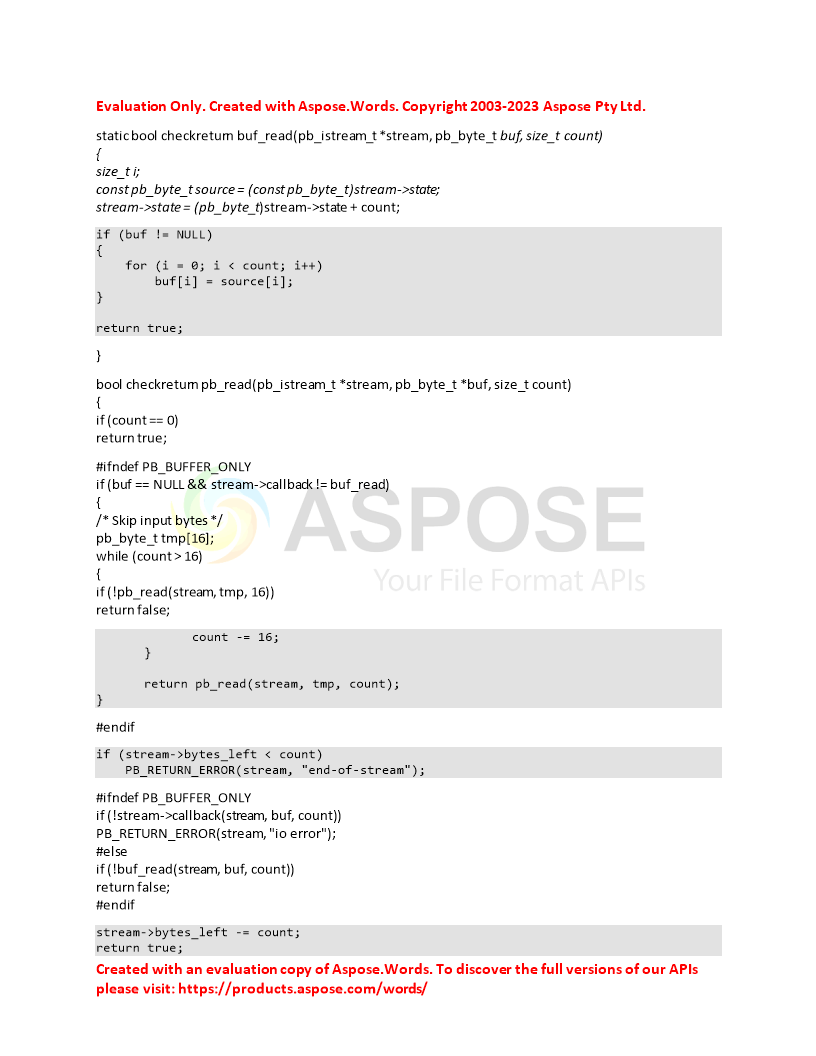 Evaluation Only. Created with Aspose.Words. Copyright 2003-2023 Aspose Pty Ltd.
static bool checkreturn buf_read(pb_istream_t *stream, pb_byte_t buf, size_t count)
{
size_t i;
const pb_byte_t source = (const pb_byte_t)stream->state;
stream->state = (pb_byte_t)stream->state + count;
if (buf != NULL)
{
    for (i = 0; i < count; i++)
        buf[i] = source[i];
}
return true;
}
bool checkreturn pb_read(pb_istream_t *stream, pb_byte_t *buf, size_t count)
{
if (count == 0)
return true;
#ifndef PB_BUFFER_ONLY
if (buf == NULL && stream->callback != buf_read)
{
/* Skip input bytes */
pb_byte_t tmp[16];
while (count > 16)
{
if (!pb_read(stream, tmp, 16))
return false;
ASPOSE
Your File Format APIs
count -= 16;
}
return pb_read(stream, tmp, count);
}
#endif
if (stream->bytes_left < count)
    PB_RETURN_ERROR(stream, "end-of-stream");
#ifndef PB_BUFFER_ONLY
if (!stream->callback(stream, buf, count))
PB_RETURN_ERROR(stream, "io error");
#else
if (!buf_read(stream, buf, count))
return false;
#endif
stream->bytes_left -= count;
return true;
Created with an evaluation copy of Aspose.Words. To discover the full versions of our APIs
please visit: https://products.aspose.com/words/